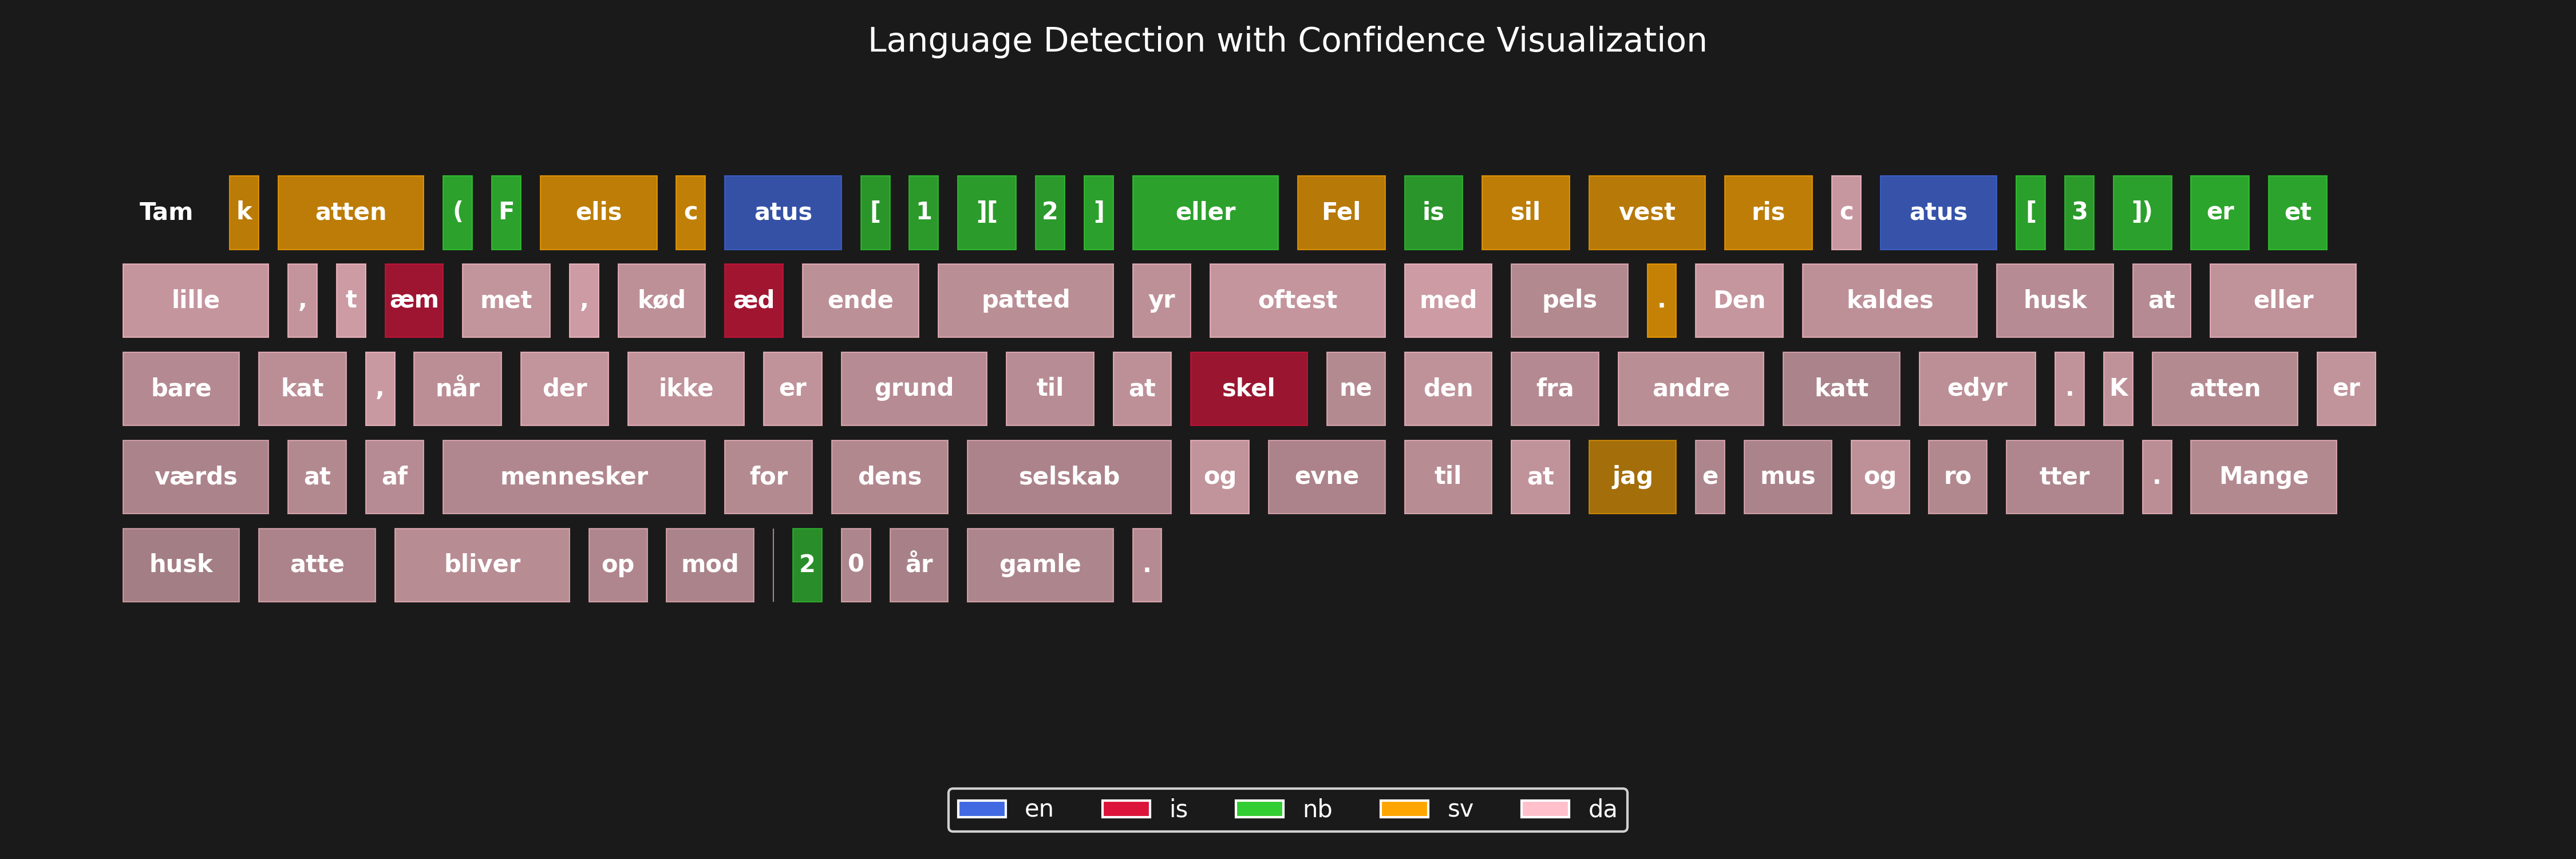 Language Detection with Confidence Visualization
Tam k atten ( F elis c atus [ 1 ][ 2 ] eller Fel is sil vest ris c atus [ 3 ]) er et
lille , t æm met , kød æd ende patted yr oftest med pels . Den kaldes husk at eller
bare kat , når der ikke er grund til at skel ne den fra andre katt edyr . K atten er
værds at af mennesker for dens selskab og evne til at jag e mus og ro tter . Mange
husk atte bliver op mod 2 0 år gamle .
en is nb sv da